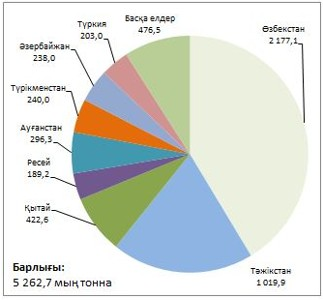 Түркия
203,0
Басқа елдер
476,5
Өзбекстан
2 177,1
Әзербайжан
238,0
Түрікменстан
240,0
Ауғанстан
296,3
Ресей
189,2
Қытай
422,6
Тәжікстан
1 019,9
Барлығы:
5 262,7 мың тонна